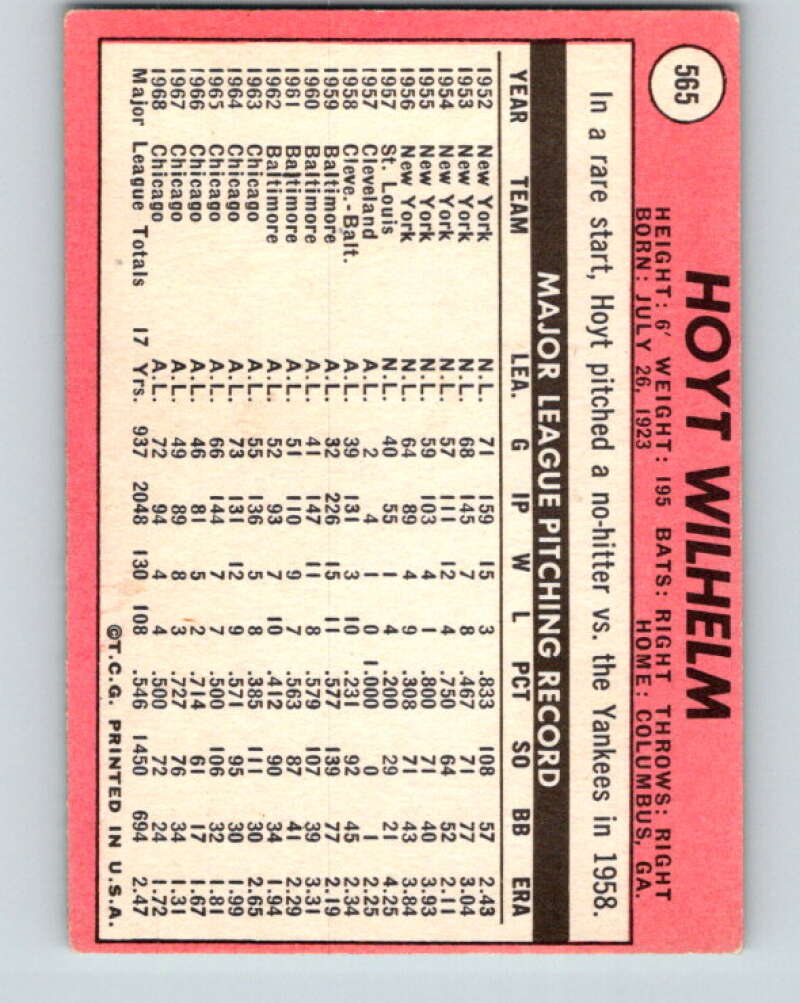 565
HOYT WILHELM
HEIGHT: 6' WEIGHT: 195 BATS: RIGHT THROWS: RIGHT
BORN: JULY 26, 1923 HOME: COLUMBUS, GA.
In a rare start, Hoyt pitched a no-hitter vs. the Yankees in 1958.
MAJOR LEAGUE PITCHING RECORD
YEAR TEAM LEA. G IP W L PCT SO BB ERA
1952 New York N.L. 71 159 15 3 .833 108 57 2.43
1953 New York N.L. 68 145 7 8 .467 71 77 3.04
1954 New York N.L. 57 111 12 4 .750 64 52 2.11
1955 New York N.L. 59 103 4 1 .800 71 40 3.93
1956 New York N.L. 64 89 4 9 .308 71 43 3.84
1957 St. Louis N.L. 40 55 1 4 .200 29 21 4.25
1957 Cleveland A.L. 2 4 1 0 1.000 0 1 2.25
1958 Cleve.-Balt. A.L. 39 131 3 10 .231 92 45 2.34
1959 Baltimore A.L. 32 226 15 11 .577 139 77 2.19
1960 Baltimore A.L. 41 147 11 8 .579 107 39 3.31
1961 Baltimore A.L. 51 110 9 7 .563 87 41 2.29
1962 Baltimore A.L. 52 93 7 10 .412 90 34 1.94
1963 Chicago A.L. 55 136 5 8 .385 111 30 2.65
1964 Chicago A.L. 73 131 12 9 .571 95 30 1.99
1965 Chicago A.L. 66 144 7 7 .500 106 32 1.81
1966 Chicago A.L. 46 81 5 2 .714 61 17 1.67
1967 Chicago A.L. 49 89 8 3 .727 76 34 1.31
1968 Chicago A.L. 72 94 4 4 .500 72 24 1.72
Major League Totals 17 Yrs. 937 2048 130 108 .546 1450 694 2.47
©T.C.G. PRINTED IN U.S.A.